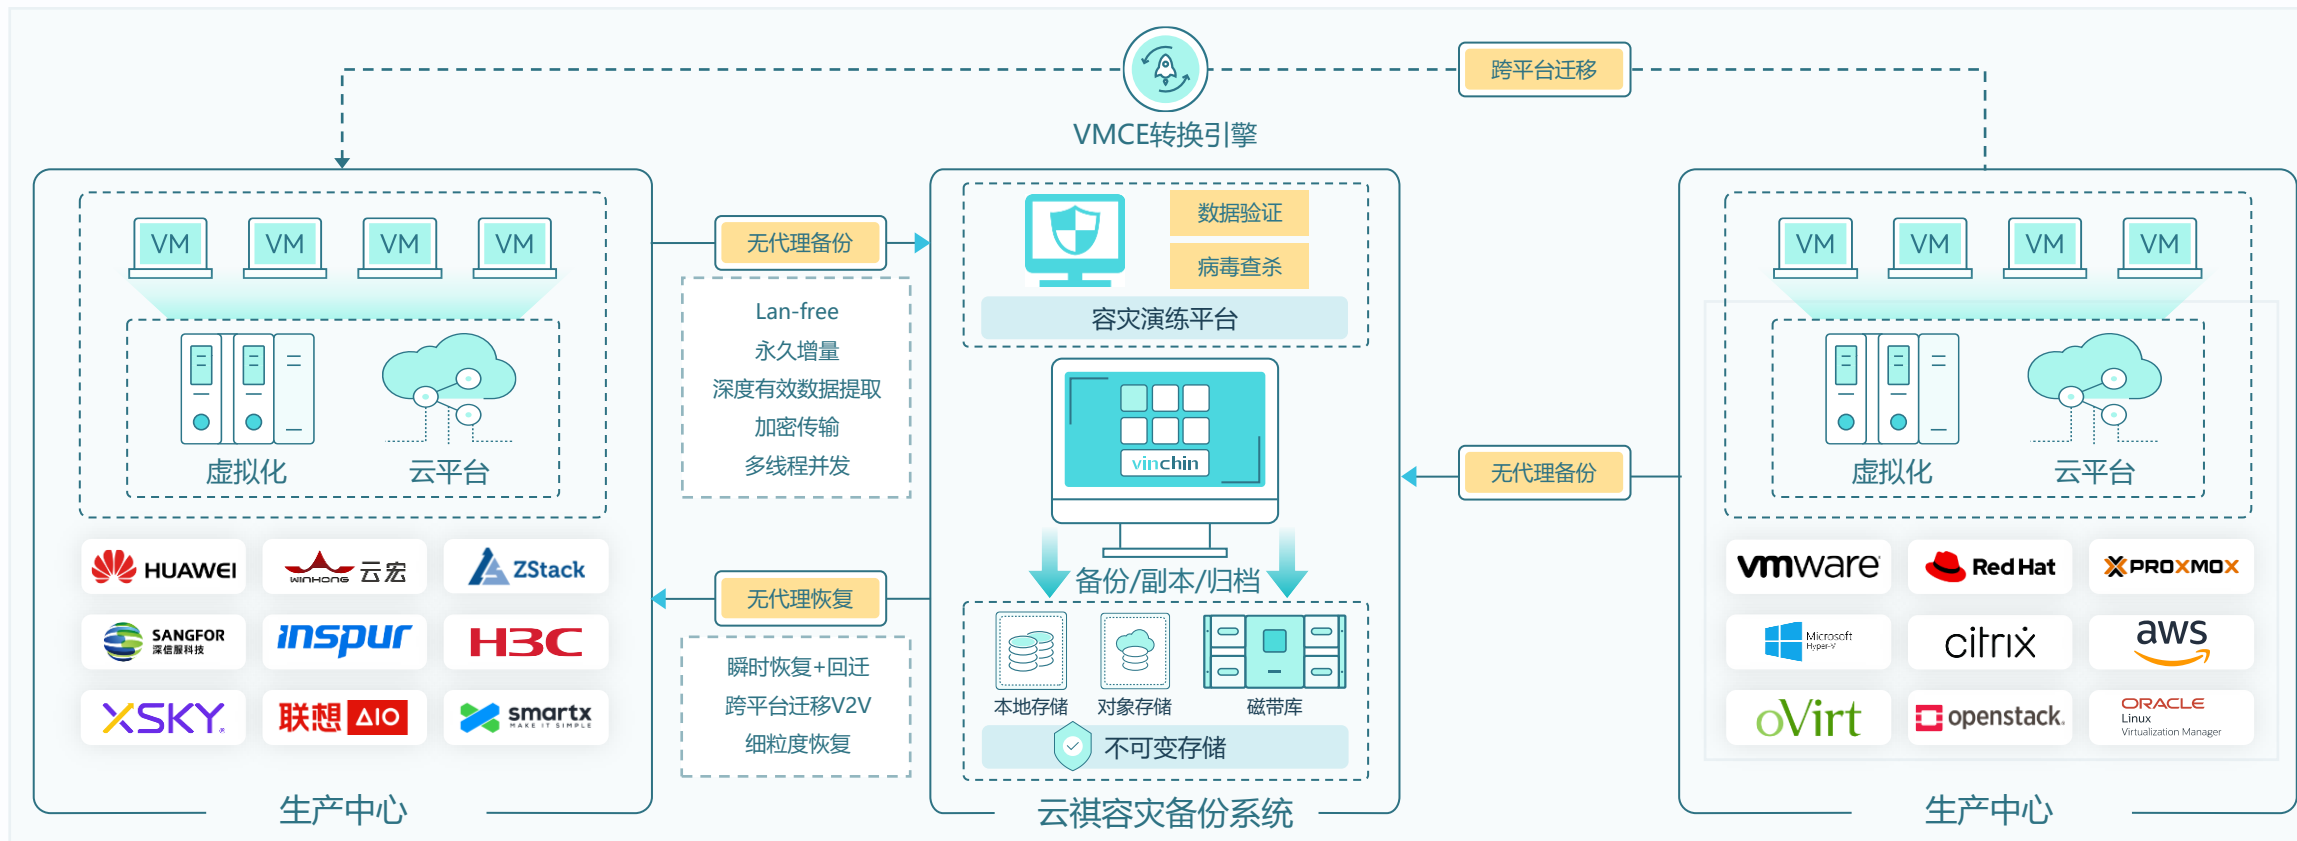 跨平台迁移
VMCE转换引擎
VM
VM
VM
VM
虚拟化
云平台
HUAWEI
WINHONG 云宏
ZStack
SANGFOR
深信服科技
inspur
H3C
XSKY
联想 AIO
smartx
MAKE IT SIMPLE
生产中心
无代理备份
Lan-free
永久增量
深度有效数据提取
加密传输
多线程并发
无代理恢复
瞬时恢复+回迁
跨平台迁移V2V
细粒度恢复
数据验证
病毒查杀
容灾演练平台
vinchin
备份/副本/归档
本地存储
对象存储
磁带库
不可变存储
云祺容灾备份系统
无代理备份
VM
VM
VM
VM
虚拟化
云平台
vmware
Red Hat
PROXMOX
Microsoft
Hyper-V
citrix
aws
oVirt
openstack.
ORACLE
Linux
Virtualization Manager
生产中心